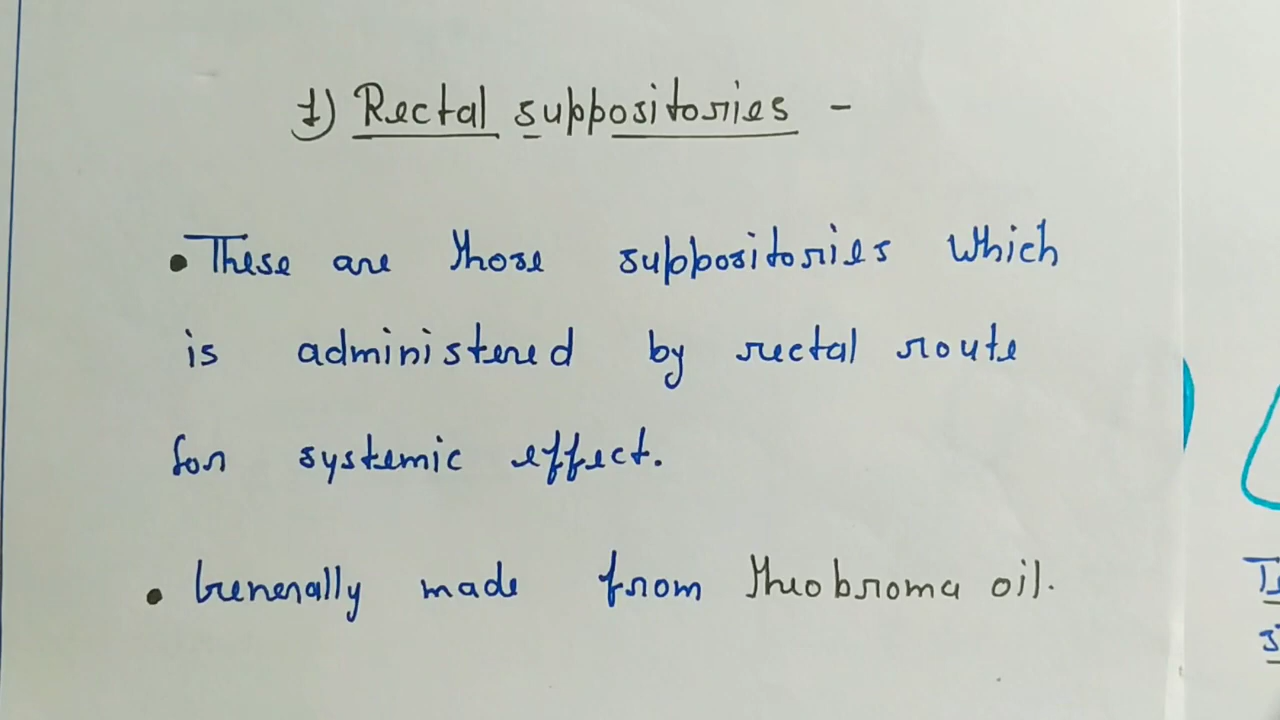 1) Rectal suppositories -
• These are those suppositories which
is administered by rectal route
for systemic effect.
• Generally made from theobroma oil.